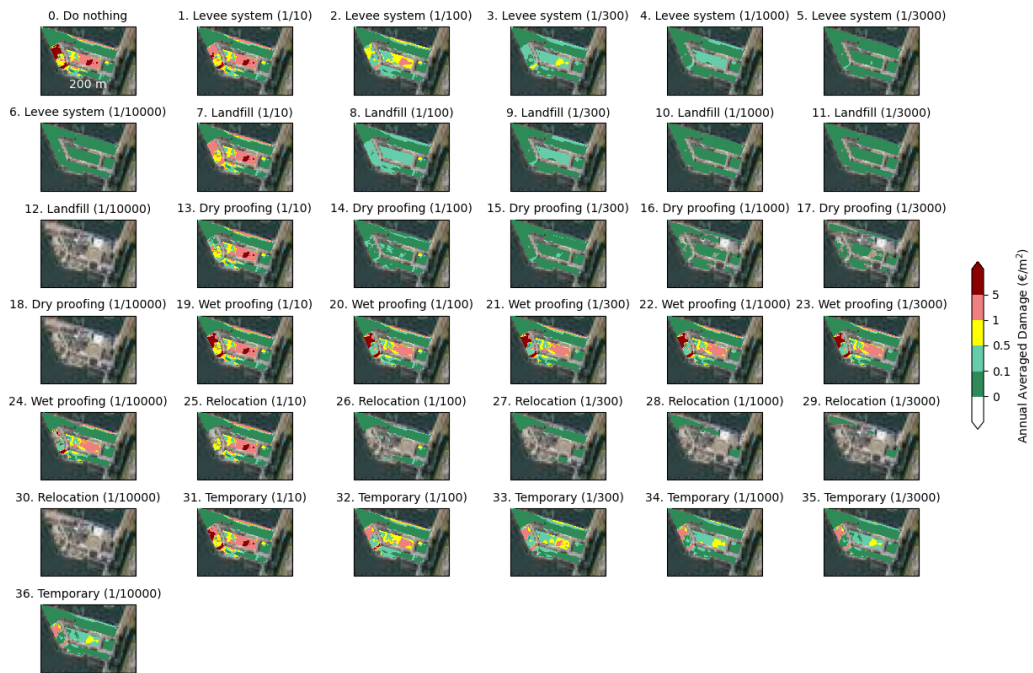 0. Do nothing
1. Levee system (1/10)
2. Levee system (1/100)
3. Levee system (1/300)
4. Levee system (1/1000)
5. Levee system (1/3000)
200 m
6. Levee system (1/10000)
7. Landfill (1/10)
8. Landfill (1/100)
9. Landfill (1/300)
10. Landfill (1/1000)
11. Landfill (1/3000)
12. Landfill (1/10000)
13. Dry proofing (1/10)
14. Dry proofing (1/100)
15. Dry proofing (1/300)
16. Dry proofing (1/1000)
17. Dry proofing (1/3000)
18. Dry proofing (1/10000)
19. Wet proofing (1/10)
20. Wet proofing (1/100)
21. Wet proofing (1/300)
22. Wet proofing (1/1000)
23. Wet proofing (1/3000)
24. Wet proofing (1/10000)
25. Relocation (1/10)
26. Relocation (1/100)
27. Relocation (1/300)
28. Relocation (1/1000)
29. Relocation (1/3000)
30. Relocation (1/10000)
31. Temporary (1/10)
32. Temporary (1/100)
33. Temporary (1/300)
34. Temporary (1/1000)
35. Temporary (1/3000)
36. Temporary (1/10000)
5
1
0.5
0.1
0
Annual Averaged Damage (€/m²)